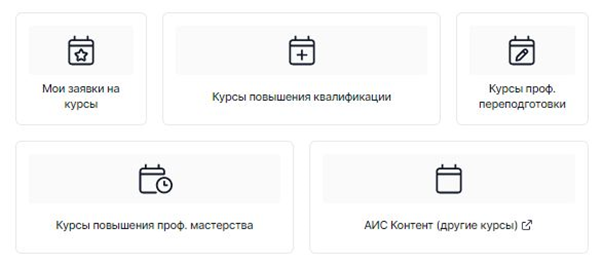 Мои заявки на
курсы
Курсы повышения квалификации
Курсы проф.
переподготовки
Курсы повышения проф. мастерства
АИС Контент (другие курсы)